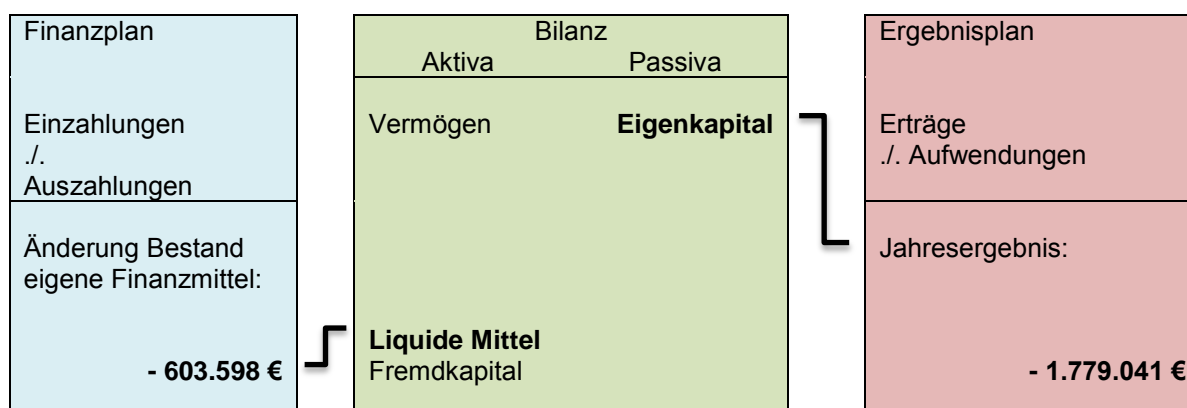 Finanzplan
Einzahlungen
./.
Auszahlungen
Änderung Bestand
eigene Finanzmittel:
- 603.598 €
Bilanz
Aktiva Passiva
Vermögen Eigenkapital
Liquide Mittel
Fremdkapital
Ergebnisplan
Erträge
./. Aufwendungen
Jahresergebnis:
- 1.779.041 €